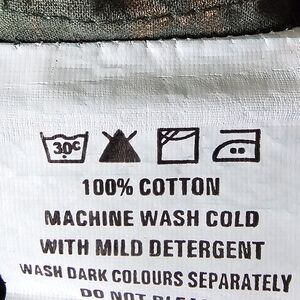 30c
100% COTTON
MACHINE WASH COLD
WITH MILD DETERGENT
WASH DARK COLOURS SEPARATELY
DO NOT